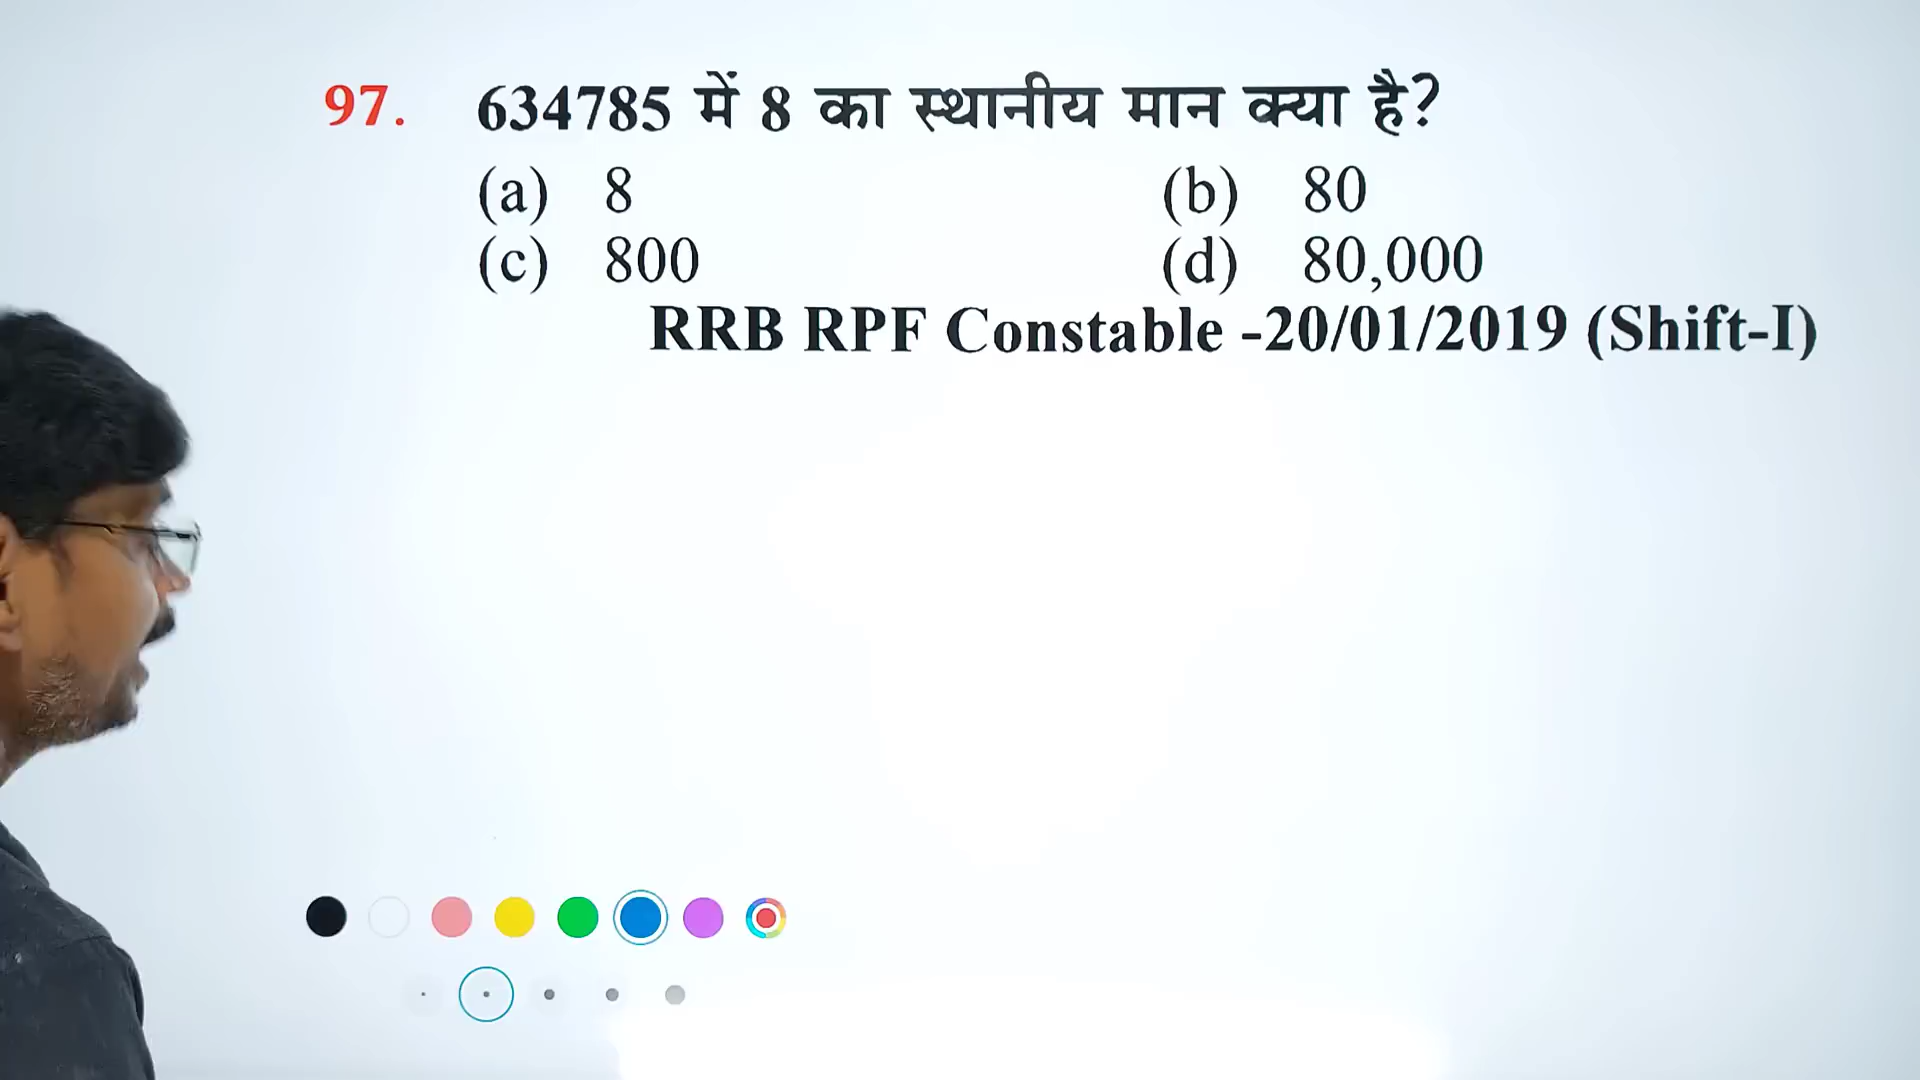 97. 634785 में 8 का स्थानीय मान क्या है?
(a) 8 (b) 80
(c) 800 (d) 80,000
RRB RPF Constable -20/01/2019 (Shift-I)